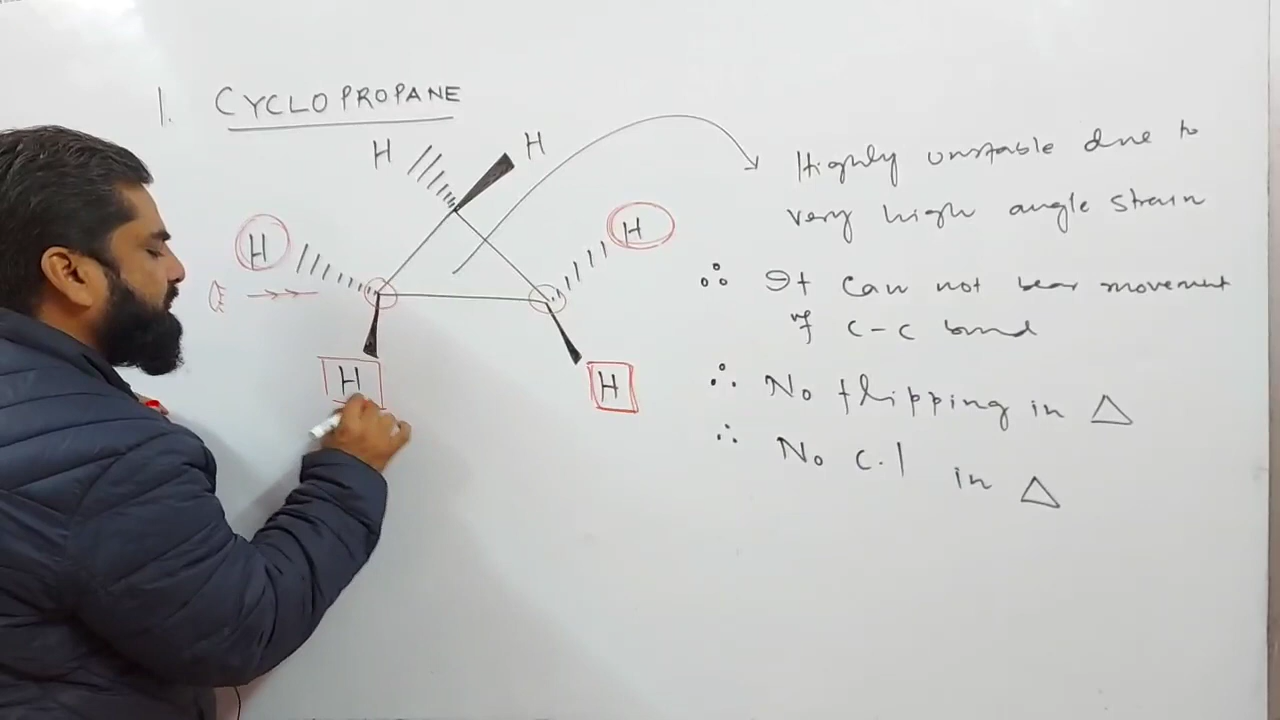 1. CYCLOPROPANE
H H
H H
H H
Highly unstable due to
very high angle strain
∴ It can not bear movement
of C-C bond
∴ No flipping in △
∴ No C.I in △